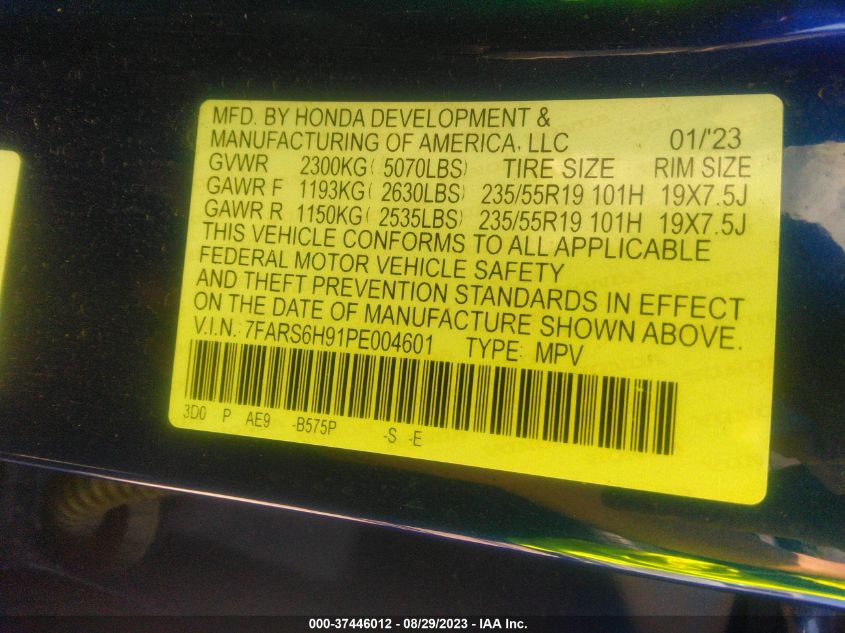 MFD. BY HONDA DEVELOPMENT &
MANUFACTURING OF AMERICA, LLC 01/'23
GVWR 2300KG( 5070LBS) TIRE SIZE RIM SIZE
GAWR F 1193KG( 2630LBS) 235/55R19 101H 19X7.5J
GAWR R 1150KG( 2535LBS) 235/55R19 101H 19X7.5J
THIS VEHICLE CONFORMS TO ALL APPLICABLE
FEDERAL MOTOR VEHICLE SAFETY
AND THEFT PREVENTION STANDARDS IN EFFECT
ON THE DATE OF MANUFACTURE SHOWN ABOVE.
V.I.N.: 7FARS6H91PE004601 TYPE: MPV
3D0 P AE9 -B575P -S -E
000-37446012 - 08/29/2023 - IAA Inc.